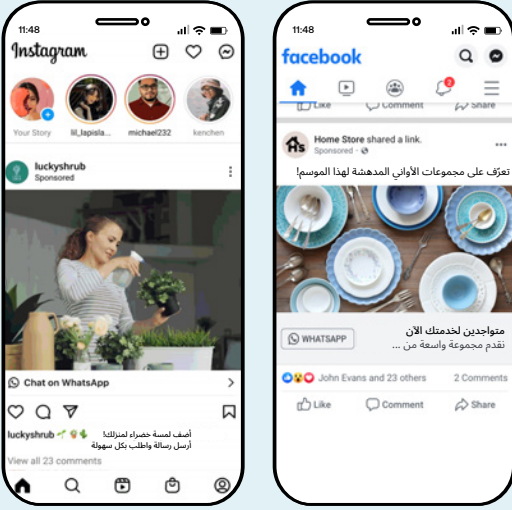 11:48
Instagram
Your Story
lil_lapisla...
michael232
kenchen
luckyshrub
Sponsored
Chat on WhatsApp
luckyshrub
أضف لمسة خضراء لمنزلك!
أرسل رسالة واطلب بكل سهولة
View all 23 comments
11:48
facebook
2
Like
Comment
Share
Hs
Home Store shared a link.
Sponsored ·
تعرّف على مجموعات الأواني المدهشة لهذا الموسم!
WHATSAPP
متواجدين لخدمتك الآن
نقدم مجموعة واسعة من ...
John Evans and 23 others
2 Comments
Like
Comment
Share